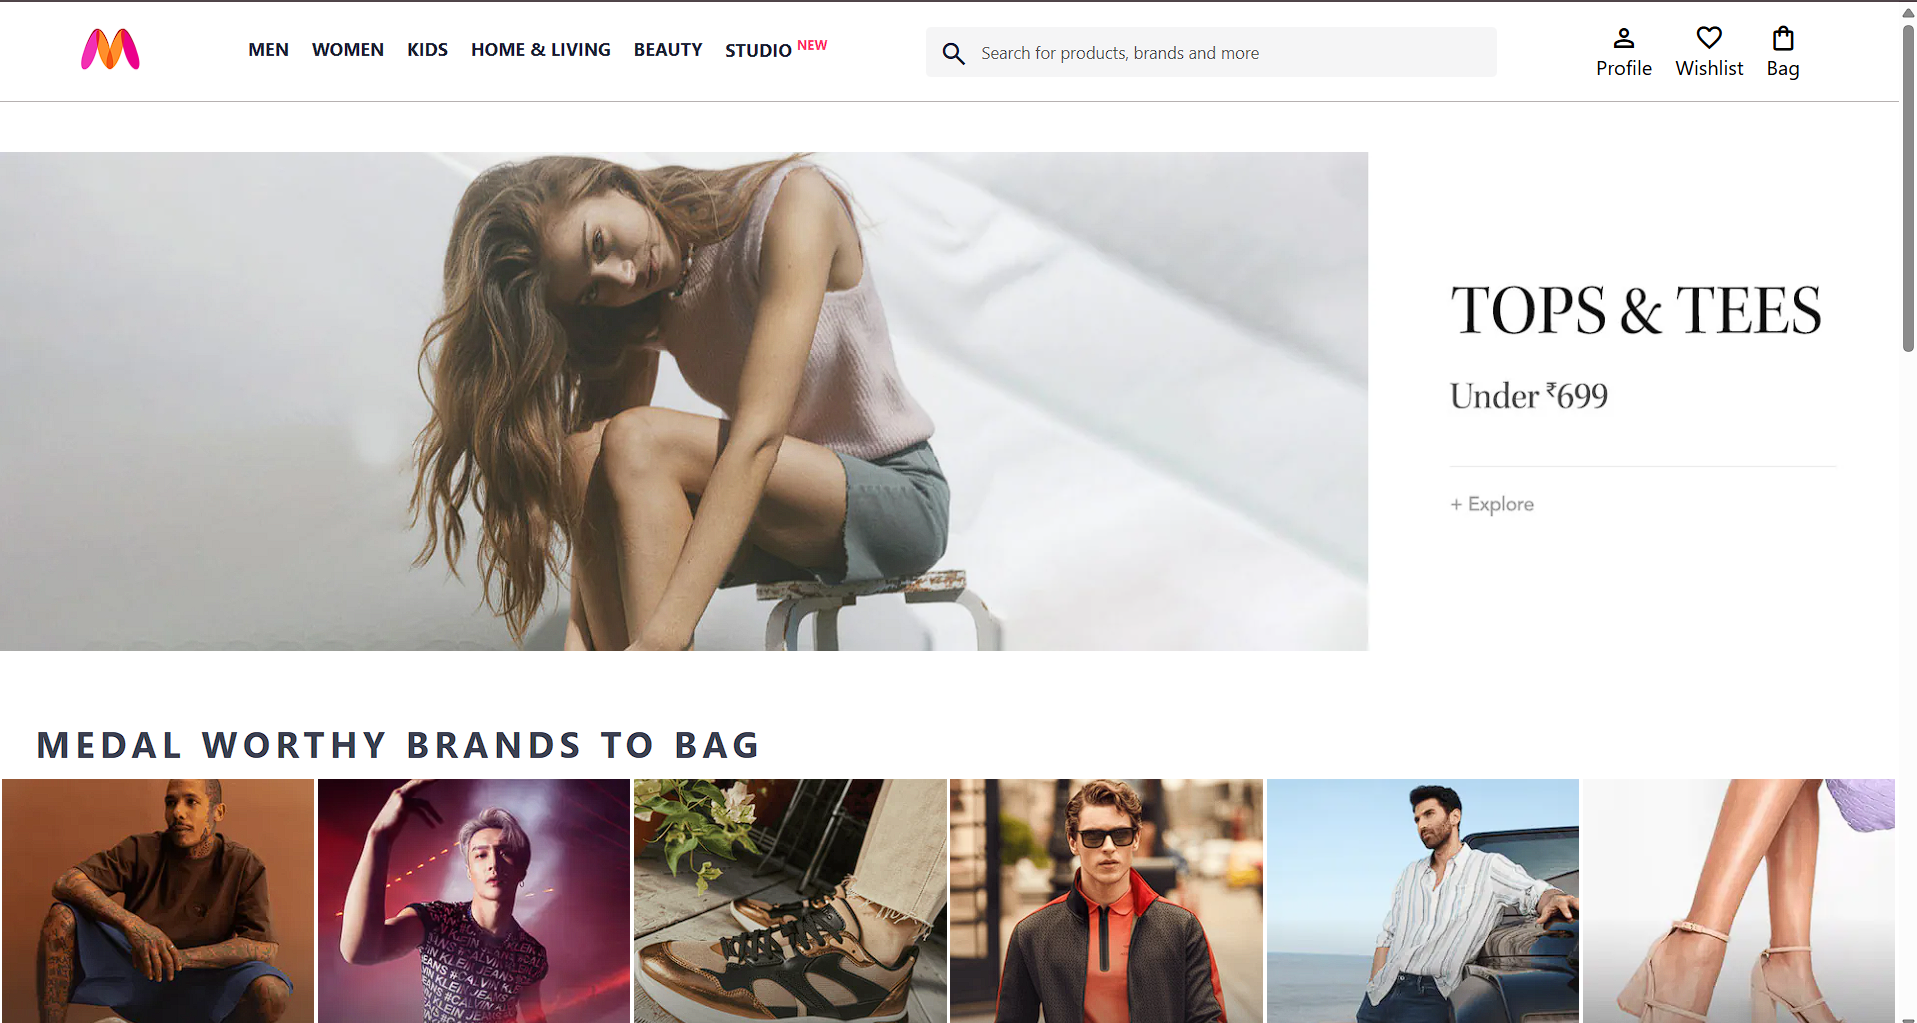 MEN WOMEN KIDS HOME & LIVING BEAUTY STUDIO NEW
Search for products, brands and more
Profile Wishlist Bag
TOPS & TEES
Under ₹699
+ Explore
MEDAL WORTHY BRANDS TO BAG